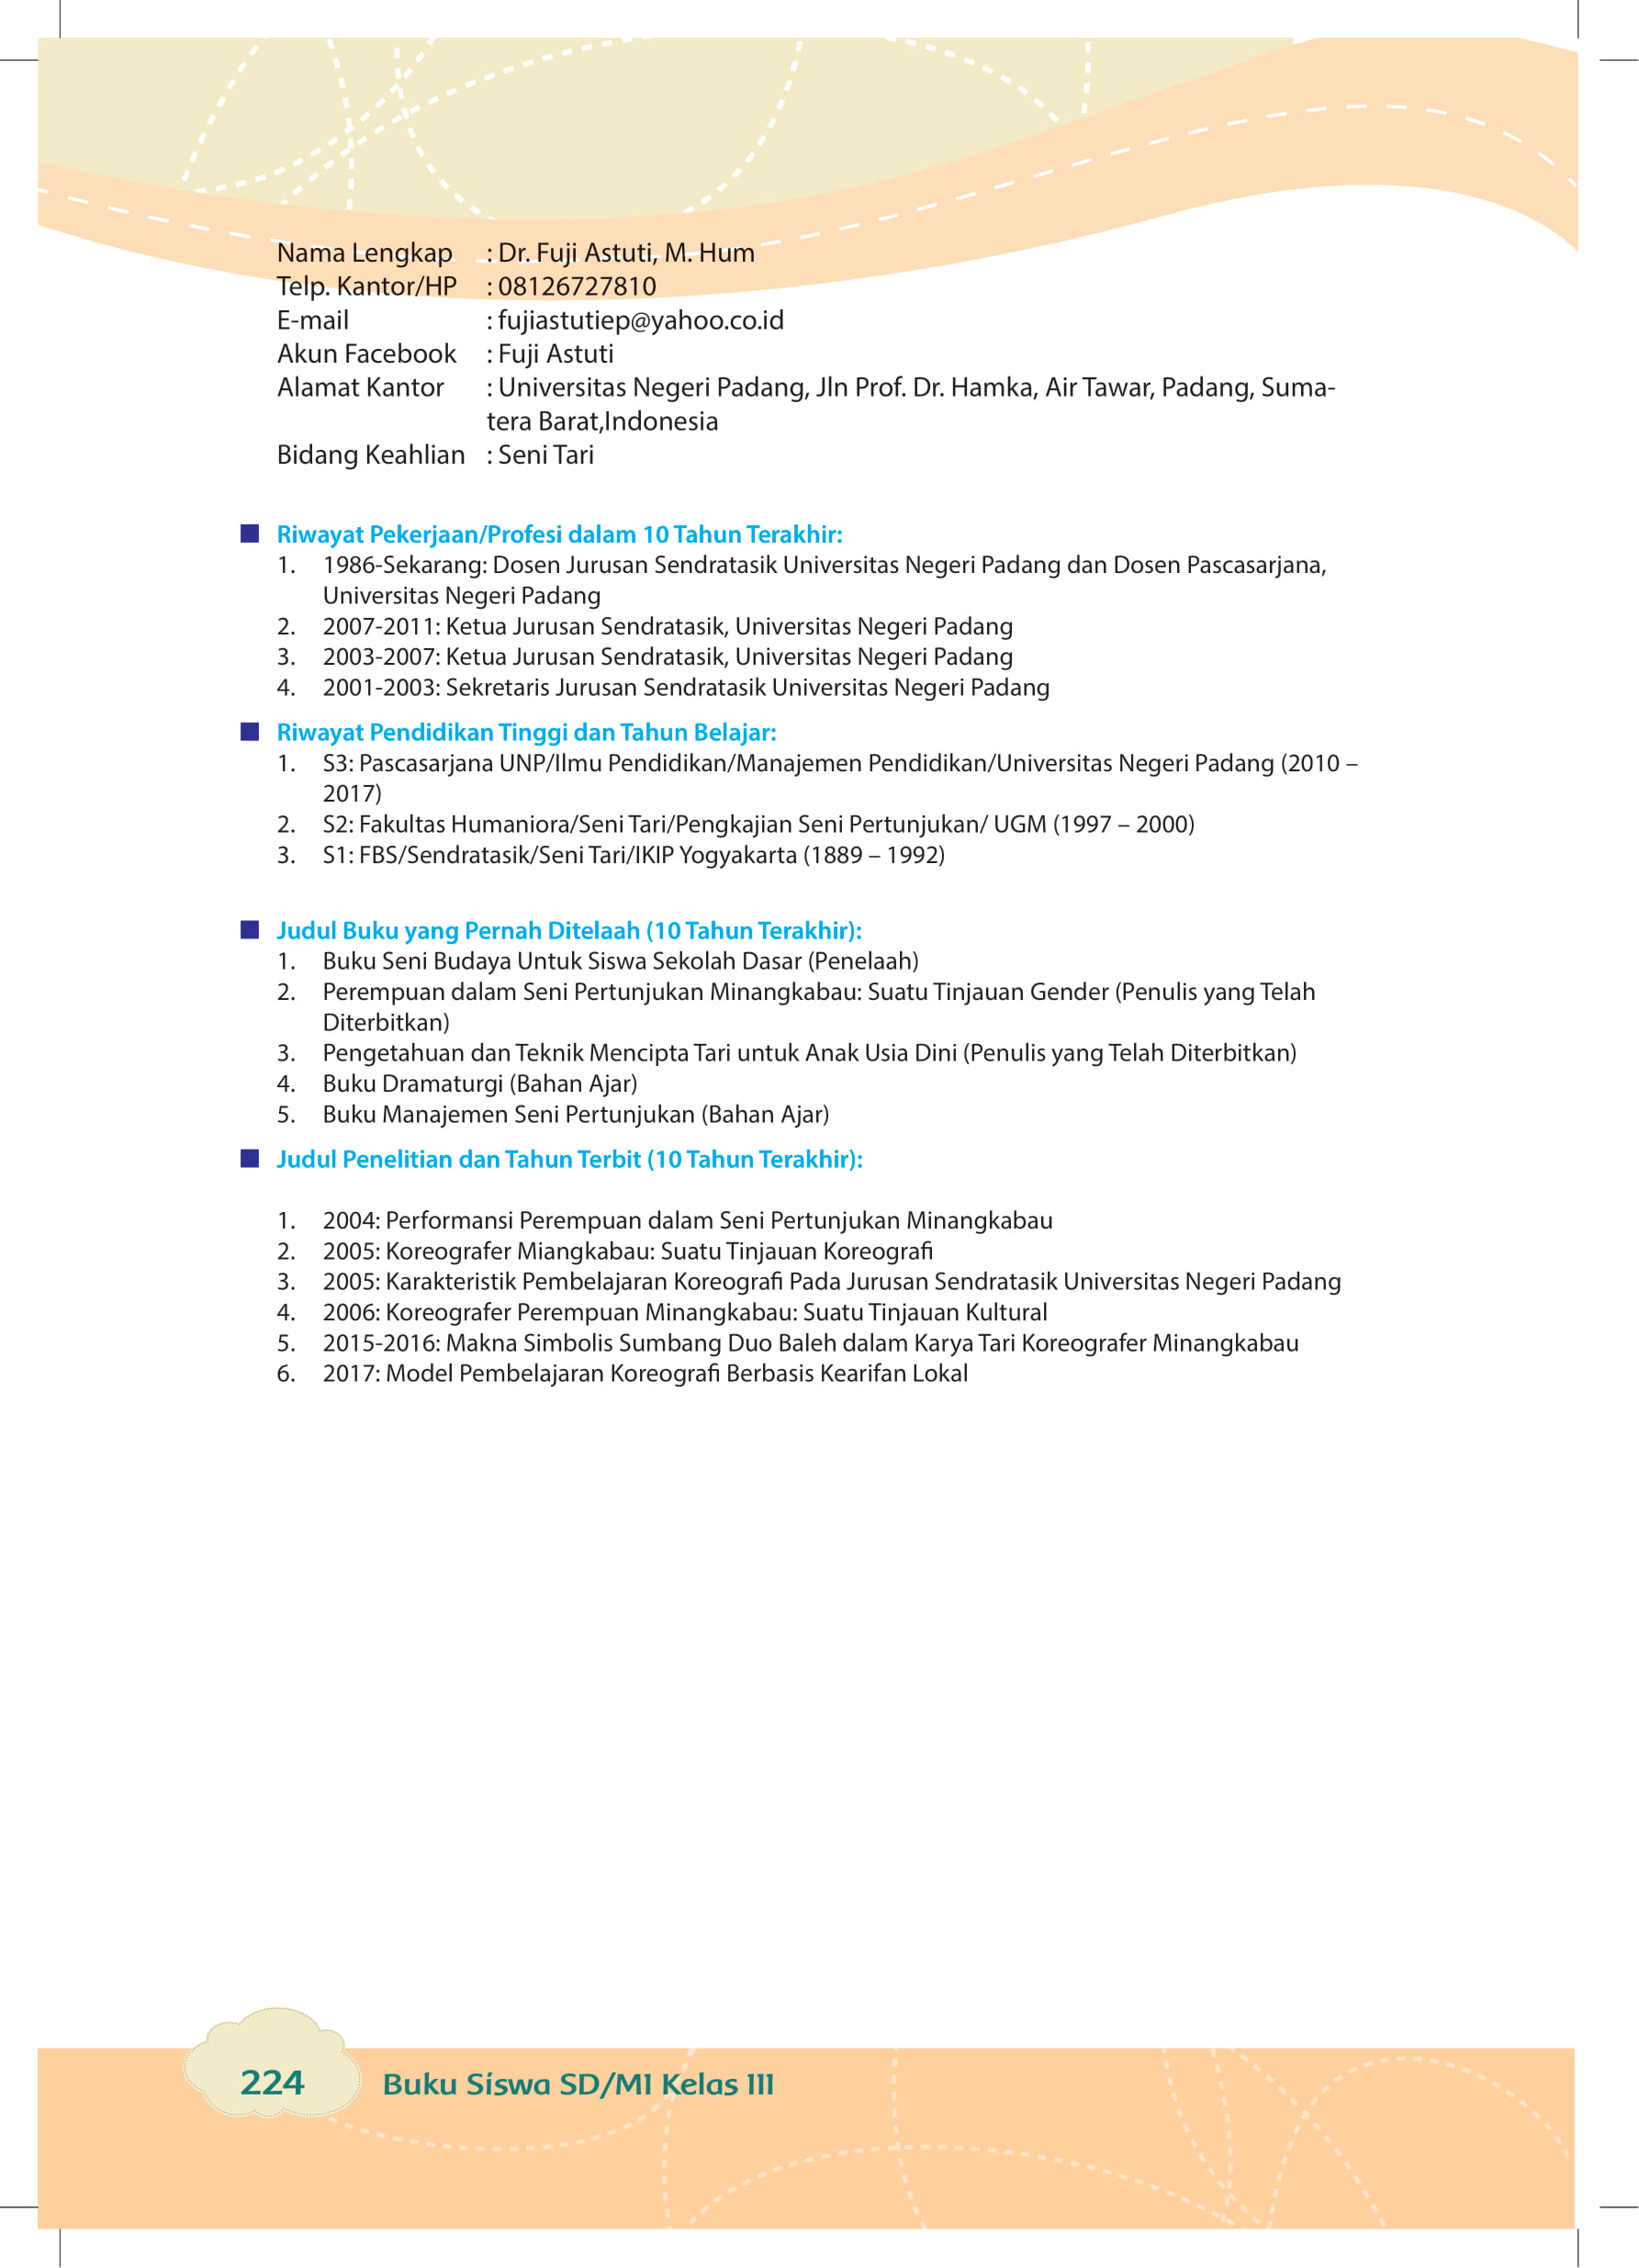 Nama Lengkap : Dr. Fuji Astuti, M. Hum
Telp. Kantor/HP : 08126727810
E-mail : fujiastutiep@yahoo.co.id
Akun Facebook : Fuji Astuti
Alamat Kantor : Universitas Negeri Padang, Jln Prof. Dr. Hamka, Air Tawar, Padang, Suma-
tera Barat,Indonesia
Bidang Keahlian : Seni Tari
Riwayat Pekerjaan/Profesi dalam 10 Tahun Terakhir:
1. 1986-Sekarang: Dosen Jurusan Sendratasik Universitas Negeri Padang dan Dosen Pascasarjana,
Universitas Negeri Padang
2. 2007-2011: Ketua Jurusan Sendratasik, Universitas Negeri Padang
3. 2003-2007: Ketua Jurusan Sendratasik, Universitas Negeri Padang
4. 2001-2003: Sekretaris Jurusan Sendratasik Universitas Negeri Padang
Riwayat Pendidikan Tinggi dan Tahun Belajar:
1. S3: Pascasarjana UNP/Ilmu Pendidikan/Manajemen Pendidikan/Universitas Negeri Padang (2010 –
2017)
2. S2: Fakultas Humaniora/Seni Tari/Pengkajian Seni Pertunjukan/ UGM (1997 – 2000)
3. S1: FBS/Sendratasik/Seni Tari/IKIP Yogyakarta (1889 – 1992)
Judul Buku yang Pernah Ditelaah (10 Tahun Terakhir):
1. Buku Seni Budaya Untuk Siswa Sekolah Dasar (Penelaah)
2. Perempuan dalam Seni Pertunjukan Minangkabau: Suatu Tinjauan Gender (Penulis yang Telah
Diterbitkan)
3. Pengetahuan dan Teknik Mencipta Tari untuk Anak Usia Dini (Penulis yang Telah Diterbitkan)
4. Buku Dramaturgi (Bahan Ajar)
5. Buku Manajemen Seni Pertunjukan (Bahan Ajar)
Judul Penelitian dan Tahun Terbit (10 Tahun Terakhir):
1. 2004: Performansi Perempuan dalam Seni Pertunjukan Minangkabau
2. 2005: Koreografer Miangkabau: Suatu Tinjauan Koreografi
3. 2005: Karakteristik Pembelajaran Koreografi Pada Jurusan Sendratasik Universitas Negeri Padang
4. 2006: Koreografer Perempuan Minangkabau: Suatu Tinjauan Kultural
5. 2015-2016: Makna Simbolis Sumbang Duo Baleh dalam Karya Tari Koreografer Minangkabau
6. 2017: Model Pembelajaran Koreografi Berbasis Kearifan Lokal
224 Buku Siswa SD/MI Kelas III